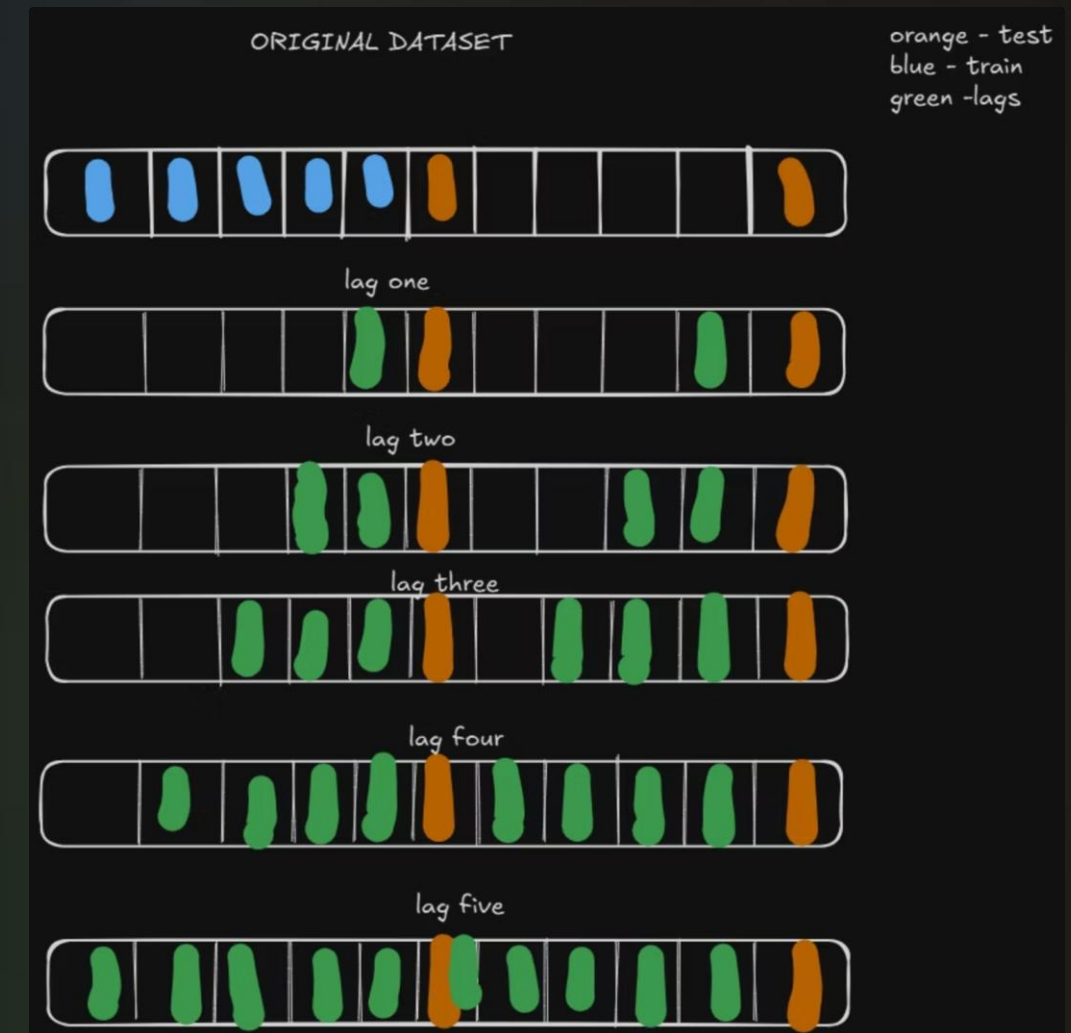 ORIGINAL DATASET
orange - test
blue - train
green -lags
lag one
lag two
lag three
lag four
lag five